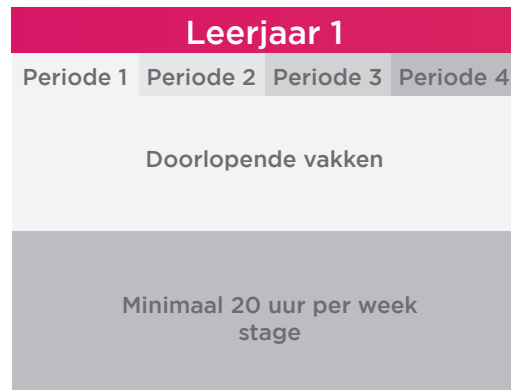 Leerjaar 1
Periode 1 Periode 2 Periode 3 Periode 4
Doorlopende vakken
Minimaal 20 uur per week
stage